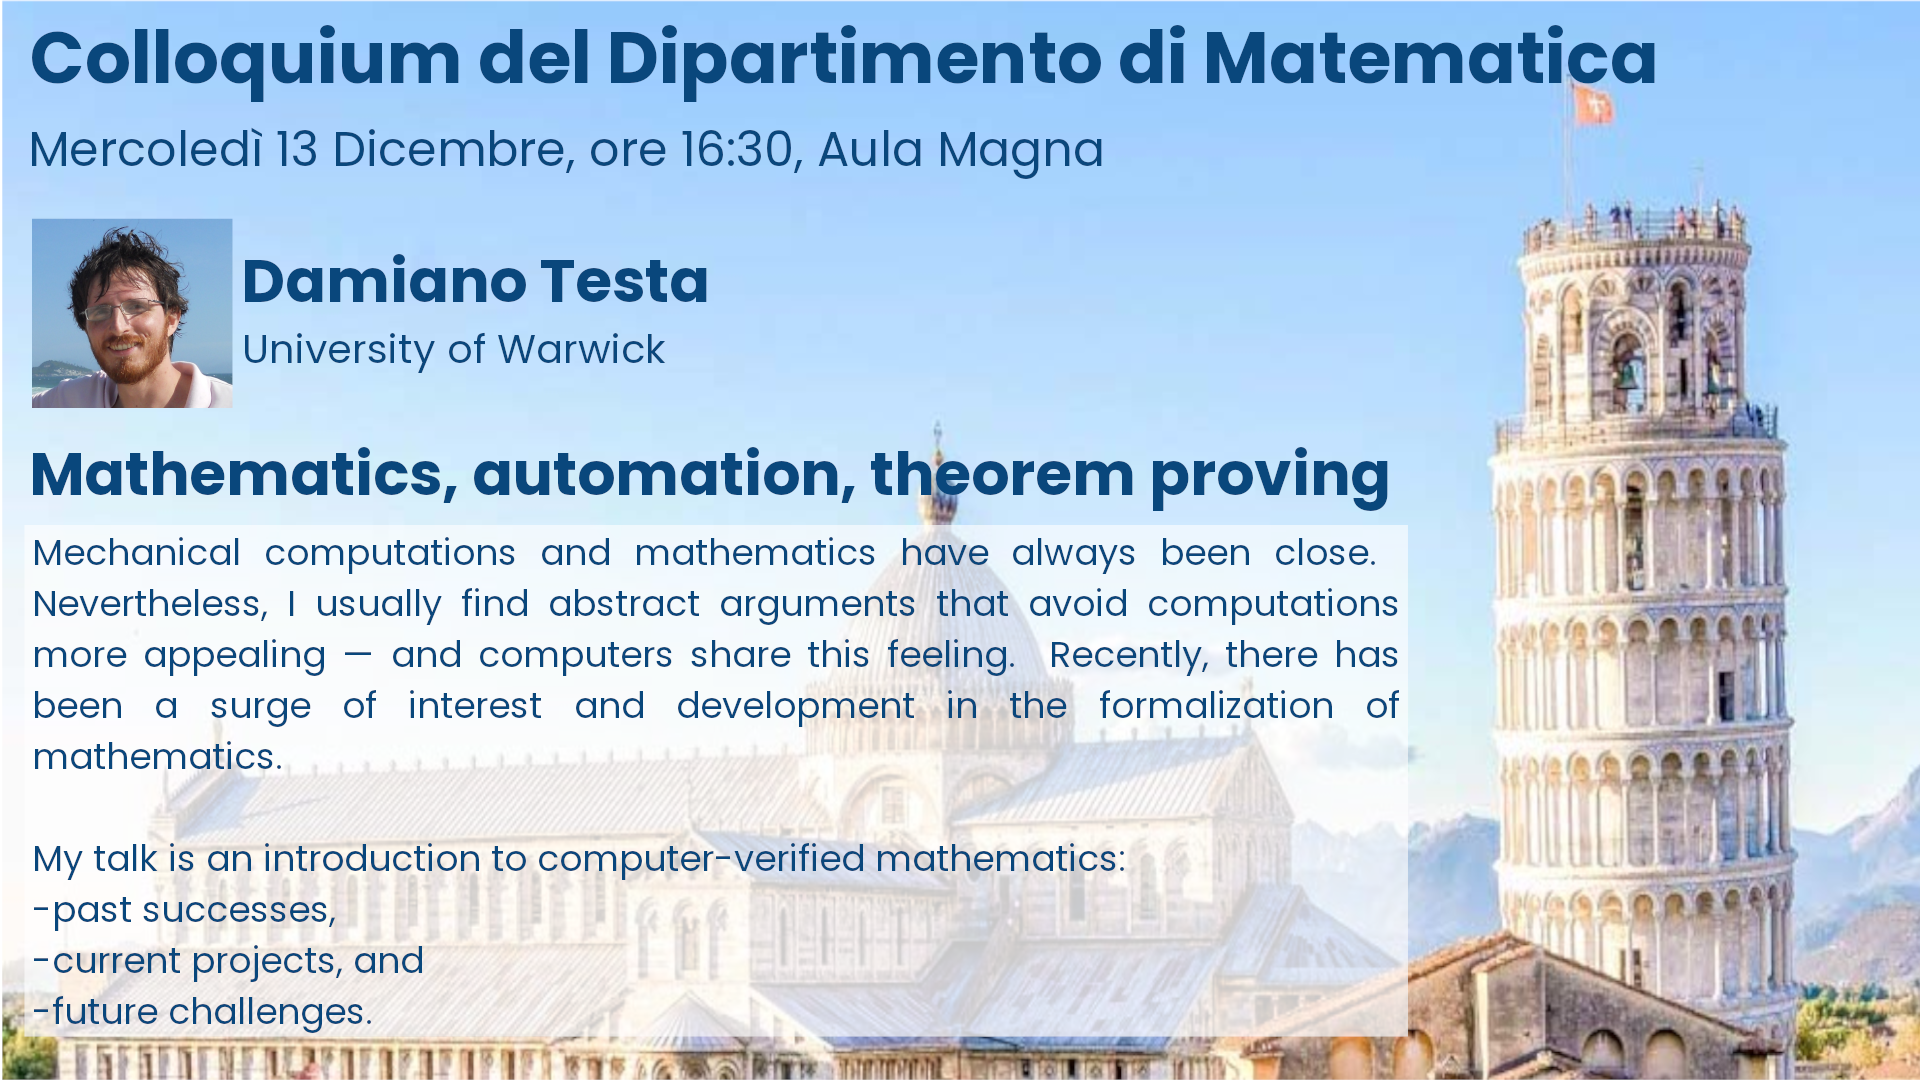 Colloquium del Dipartimento di Matematica
Mercoledì 13 Dicembre, ore 16:30, Aula Magna
Damiano Testa
University of Warwick
Mathematics, automation, theorem proving
Mechanical computations and mathematics have always been close.
Nevertheless, I usually find abstract arguments that avoid computations
more appealing — and computers share this feeling. Recently, there has
been a surge of interest and development in the formalization of
mathematics.
My talk is an introduction to computer-verified mathematics:
-past successes,
-current projects, and
-future challenges.